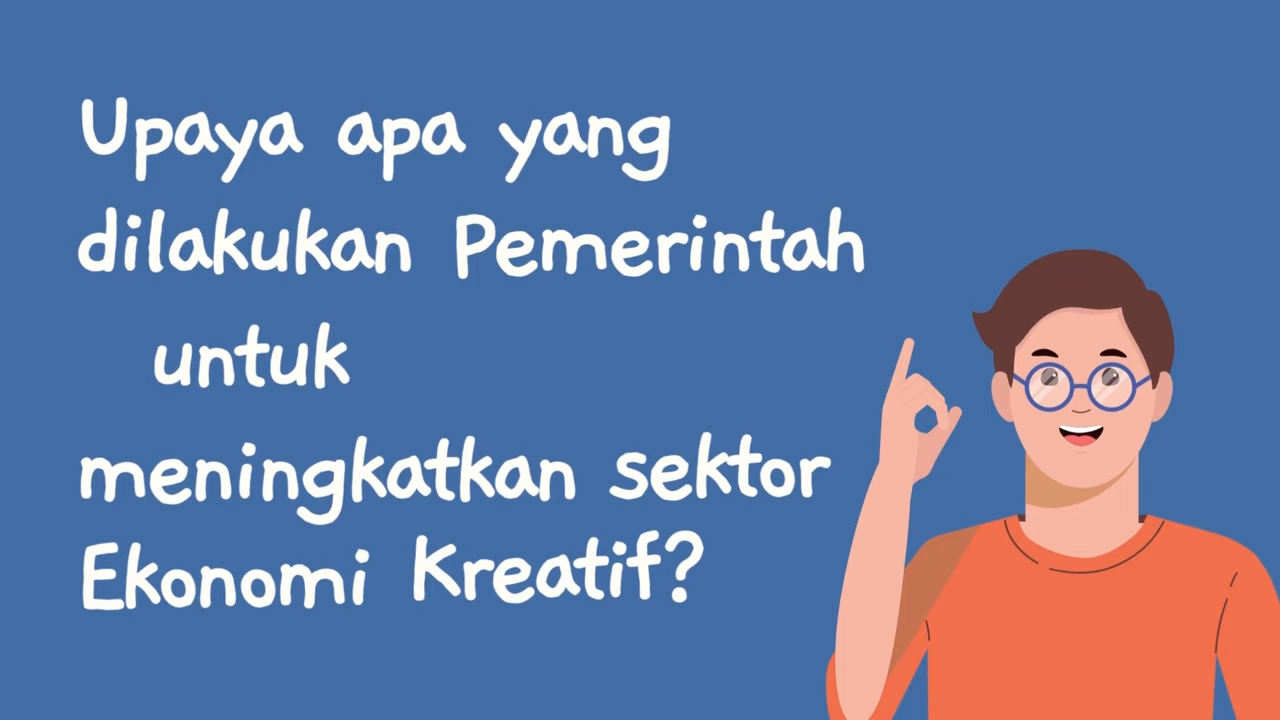 Upaya apa yang
dilakukan Pemerintah
untuk
meningkatkan sektor
Ekonomi Kreatif?